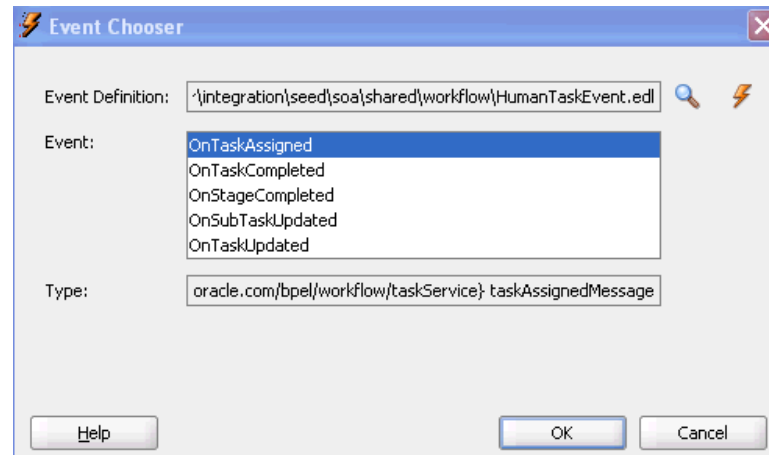 Event Chooser
Event Definition: \integration\seed\soa\shared\workflow\HumanTaskEvent.edl
Event:
OnTaskAssigned
OnTaskCompleted
OnStageCompleted
OnSubTaskUpdated
OnTaskUpdated
Type: oracle.com/bpel/workflow/taskService} taskAssignedMessage
Help OK Cancel